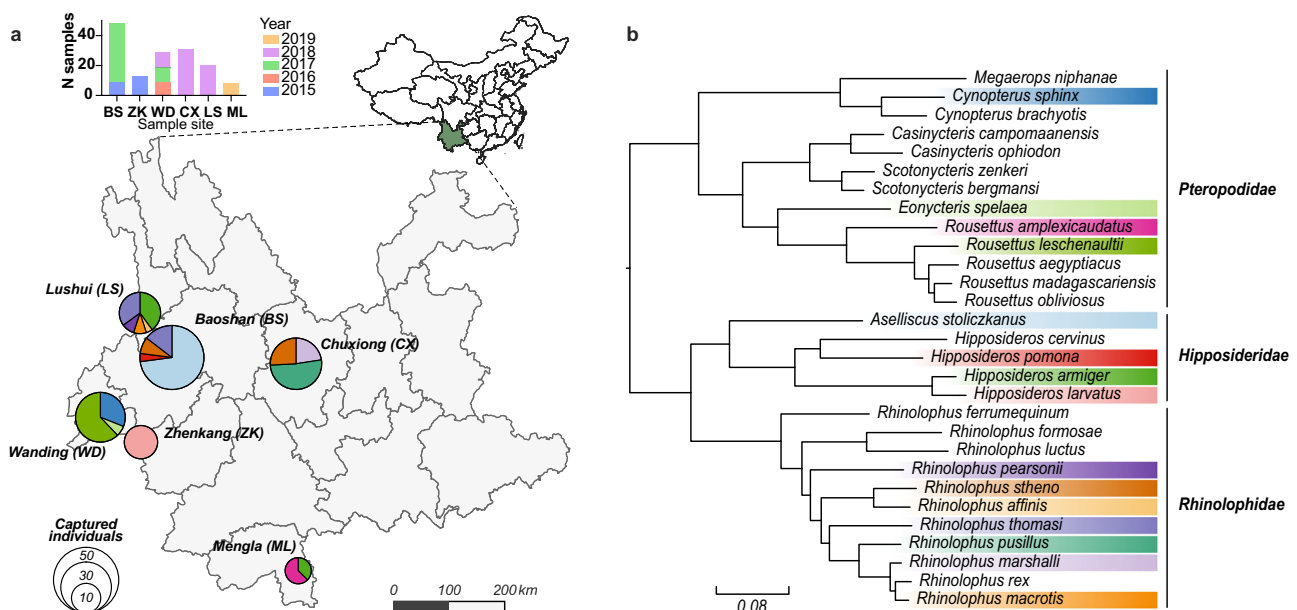 a
N samples
40
20
0
BS ZK WD CX LS ML
Sample site
Year
2019
2018
2017
2016
2015
Lushui (LS)
Baoshan (BS)
Chuxiong (CX)
Wanding (WD)
Zhenkang (ZK)
Mengla (ML)
Captured
individuals
50
30
10
0 100 200 km
b
Megaerops niphanae
Cynopterus sphinx
Cynopterus brachyotis
Casinycteris campomaanensis
Casinycteris ophiodon
Scotonycteris zenkeri
Scotonycteris bergmansi
Eonycteris spelaea
Rousettus amplexicaudatus
Rousettus leschenaultii
Rousettus aegyptiacus
Rousettus madagascariensis
Rousettus obliviosus
Pteropodidae
Aselliscus stoliczkanus
Hipposideros cervinus
Hipposideros pomona
Hipposideros armiger
Hipposideros larvatus
Hipposideridae
Rhinolophus ferrumequinum
Rhinolophus formosae
Rhinolophus luctus
Rhinolophus pearsonii
Rhinolophus stheno
Rhinolophus affinis
Rhinolophus thomasi
Rhinolophus pusillus
Rhinolophus marshalli
Rhinolophus rex
Rhinolophus macrotis
Rhinolophidae
0.08